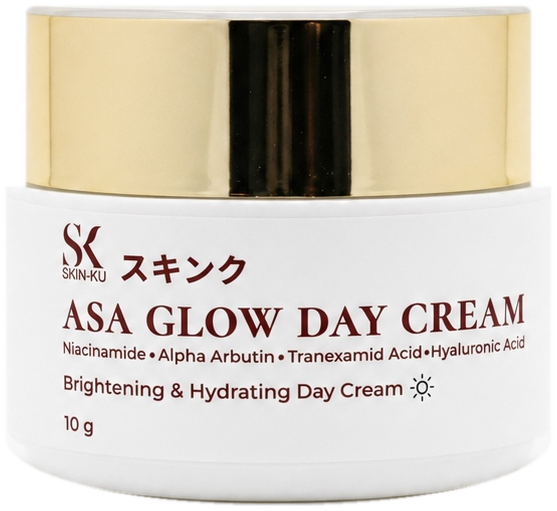 SK
SKIN-KU スキンク
ASA GLOW DAY CREAM
Niacinamide • Alpha Arbutin • Tranexamid Acid • Hyaluronic Acid
Brightening & Hydrating Day Cream
10 g